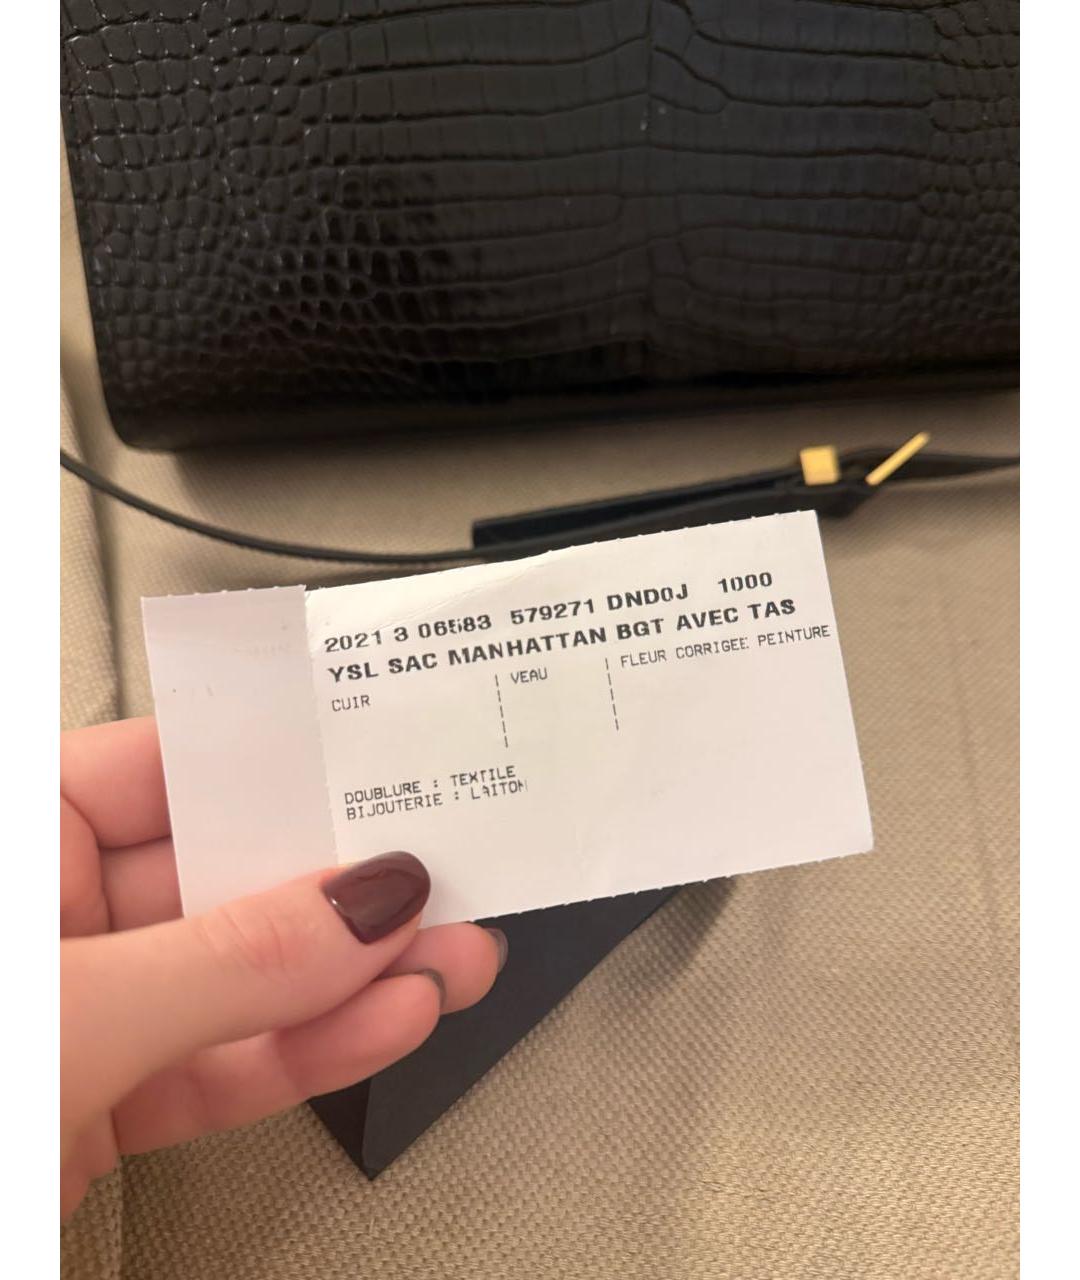 2021 3 06583 579271 DND0J 1000
YSL SAC MANHATTAN BGT AVEC TAS
CUIR | VEAU | FLEUR CORRIGEE PEINTURE
DOUBLURE : TEXTILE
BIJOUTERIE : LAITON